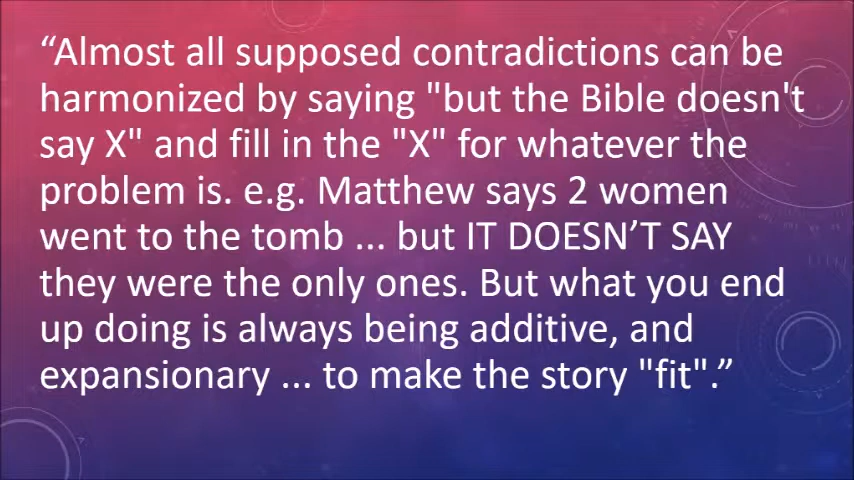 “Almost all supposed contradictions can be
harmonized by saying "but the Bible doesn't
say X" and fill in the "X" for whatever the
problem is. e.g. Matthew says 2 women
went to the tomb ... but IT DOESN’T SAY
they were the only ones. But what you end
up doing is always being additive, and
expansionary ... to make the story "fit".”